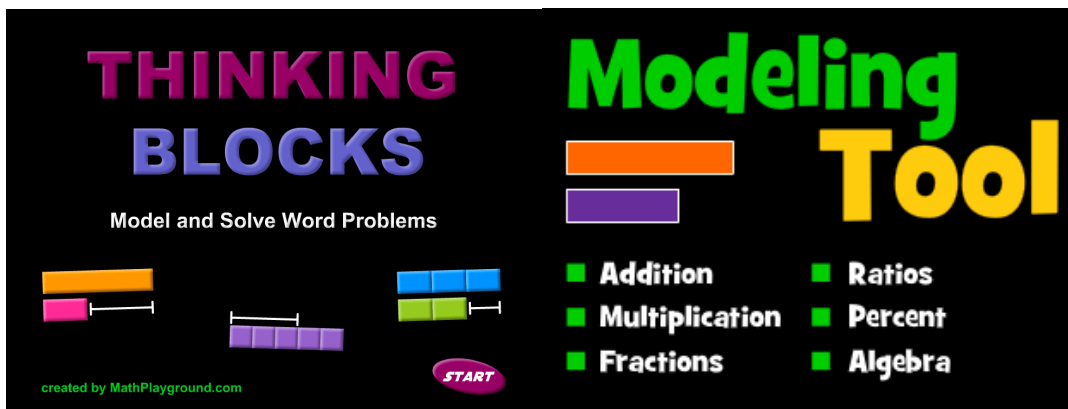 THINKING
BLOCKS
Model and Solve Word Problems
START
created by MathPlayground.com
Modeling
Tool
Addition
Multiplication
Fractions
Ratios
Percent
Algebra